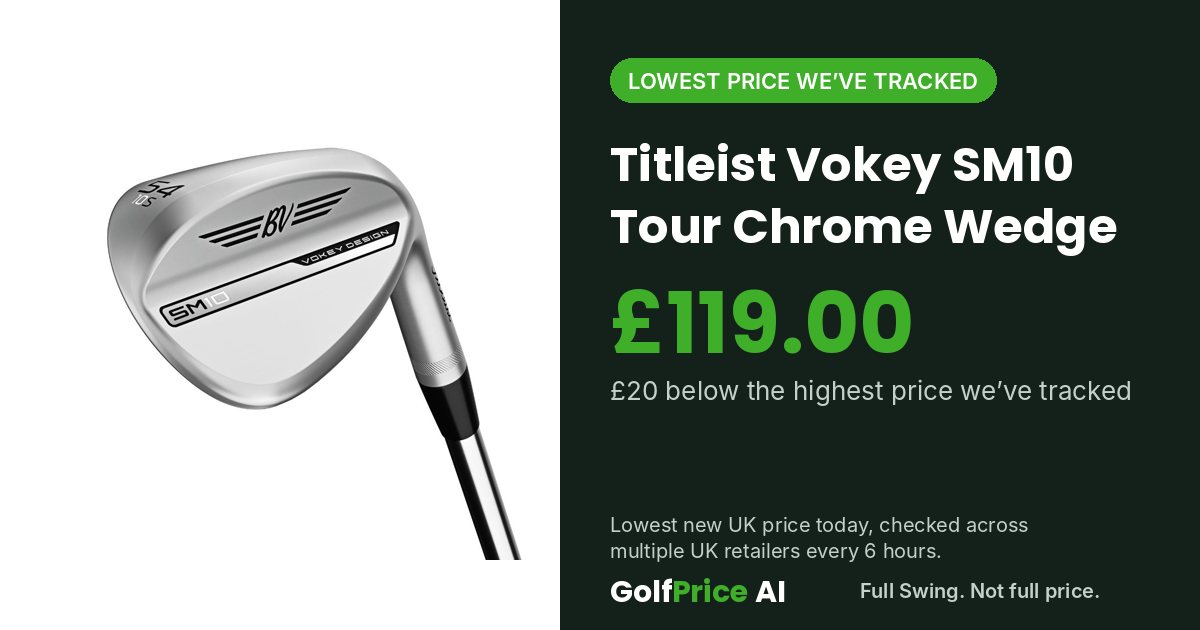 54
10S
BV
VOKEY DESIGN
SM10
LOWEST PRICE WE’VE TRACKED
Titleist Vokey SM10
Tour Chrome Wedge
£119.00
£20 below the highest price we’ve tracked
Lowest new UK price today, checked across
multiple UK retailers every 6 hours.
GolfPrice AI
Full Swing. Not full price.